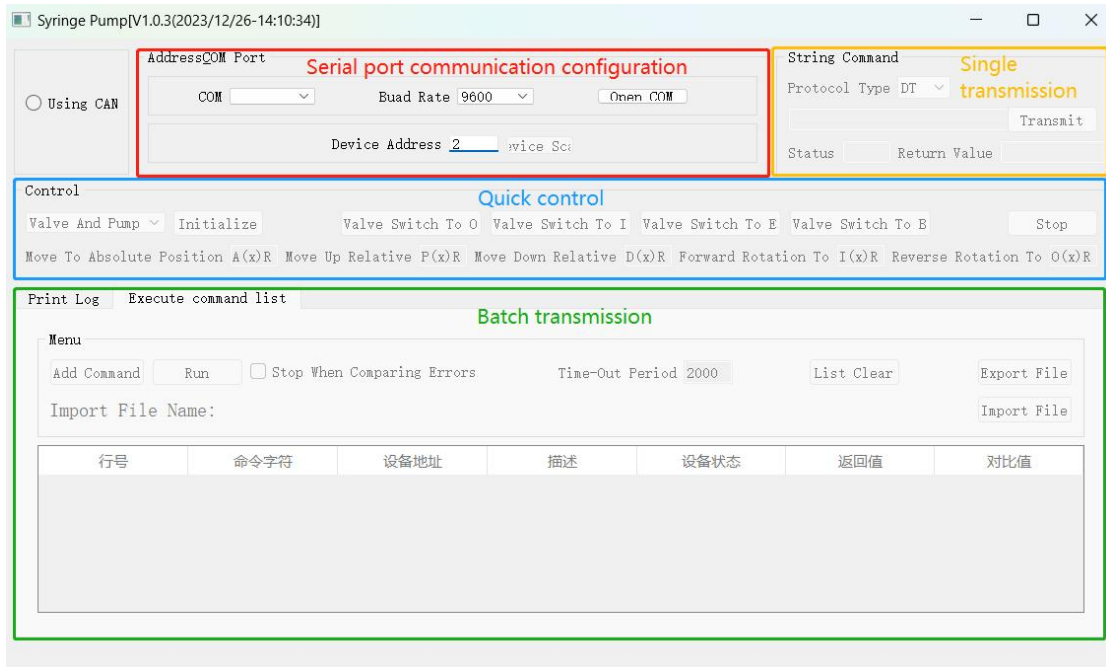 Syringe Pump[V1.0.3(2023/12/26-14:10:34)]
AddressCOM Port
Serial port communication configuration
String Command
Single transmission
Using CAN
COM
Buad Rate 9600
Open COM
Protocol Type DT
Transmit
Device Address 2
evice Sca
Status
Return Value
Control
Quick control
Valve And Pump
Initialize
Valve Switch To O
Valve Switch To I
Valve Switch To E
Valve Switch To B
Stop
Move To Absolute Position A(x)R
Move Up Relative P(x)R
Move Down Relative D(x)R
Forward Rotation To I(x)R
Reverse Rotation To O(x)R
Print Log
Execute command list
Batch transmission
Menu
Add Command
Run
Stop When Comparing Errors
Time-Out Period 2000
List Clear
Export File
Import File Name:
Import File
行号
命令字符
设备地址
描述
设备状态
返回值
对比值